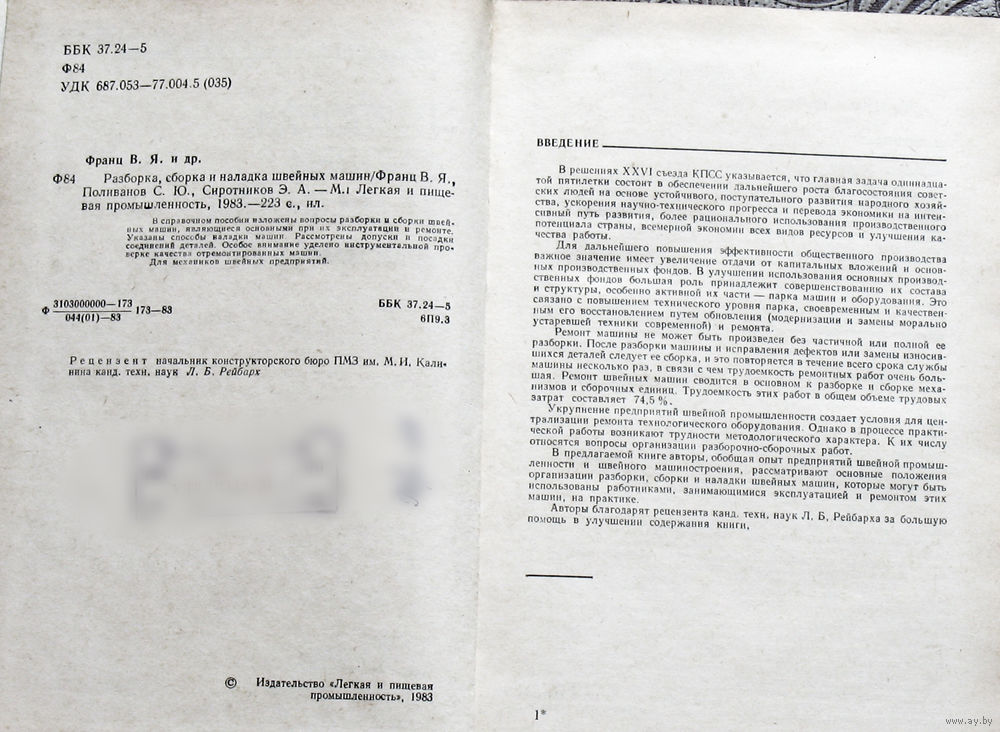 ББК 37.24—5
Ф84
УДК 687.053—77.004.5 (035)
Франц В. Я. и др.
Ф84 Разборка, сборка и наладка швейных машин/Франц В. Я.,
Поливанов С. Ю., Сиротников Э. А. — М.: Легкая и пище-
вая промышленность, 1983.—223 с., ил.
В справочном пособии изложены вопросы разборки и сборки швей-
ных машин, являющиеся основными при их эксплуатации и ремонте.
Указаны способы наладки машин. Рассмотрены допуски и посадки
соединений деталей. Особое внимание уделено инструментальной про-
верке качества отремонтированных машин.
Для механиков швейных предприятий.
Ф 3103000000—173 173—83
044(01)—83
ББК 37.24—5
6П9.3
Рецензент начальник конструкторского бюро ПМЗ им. М. И. Кали-
нина канд. техн. наук Л. Б. Рейбарх
© Издательство «Легкая и пищевая
промышленность», 1983
ВВЕДЕНИЕ
В решениях XXVI съезда КПСС указывается, что главная задача одиннадца-
той пятилетки состоит в обеспечении дальнейшего роста благосостояния совет-
ских людей на основе устойчивого, поступательного развития народного хозяй-
ства, ускорения научно-технического прогресса и перевода экономики на интен-
сивный путь развития, более рационального использования производственного
потенциала страны, всемерной экономии всех видов ресурсов и улучшения ка-
чества работы.
Для дальнейшего повышения эффективности общественного производства
важное значение имеет увеличение отдачи от капитальных вложений и основ-
ных производственных фондов. В улучшении использования основных производ-
ственных фондов большая роль принадлежит совершенствованию их состава
и структуры, особенно активной их части — парка машин и оборудования. Это
связано с повышением технического уровня парка, своевременным и качествен-
ным его восстановлением путем обновления (модернизации и замены морально
устаревшей техники современной) и ремонта.
Ремонт машины не может быть произведен без частичной или полной ее
разборки. После разборки машины и исправления дефектов или замены износив-
шихся деталей следует ее сборка, и это повторяется в течение всего срока службы
машины несколько раз, в связи с чем трудоемкость ремонтных работ очень боль-
шая. Ремонт швейных машин сводится в основном к разборке и сборке меха-
низмов и сборочных единиц. Трудоемкость этих работ в общем объеме трудовых
затрат составляет 74,5 %.
Укрупнение предприятий швейной промышленности создает условия для цен-
трализации ремонта технологического оборудования. Однако в процессе практи-
ческой работы возникают трудности методологического характера. К их числу
относятся вопросы организации разборочно-сборочных работ.
В предлагаемой книге авторы, обобщая опыт предприятий швейной промыш-
ленности и швейного машиностроения, рассматривают основные положения
организации разборки, сборки и наладки швейных машин, которые могут быть
использованы работниками, занимающимися эксплуатацией и ремонтом этих
машин, на практике.
Авторы благодарят рецензента канд. техн. наук Л. Б. Рейбарха за большую
помощь в улучшении содержания книги.
1*
www.ay.by